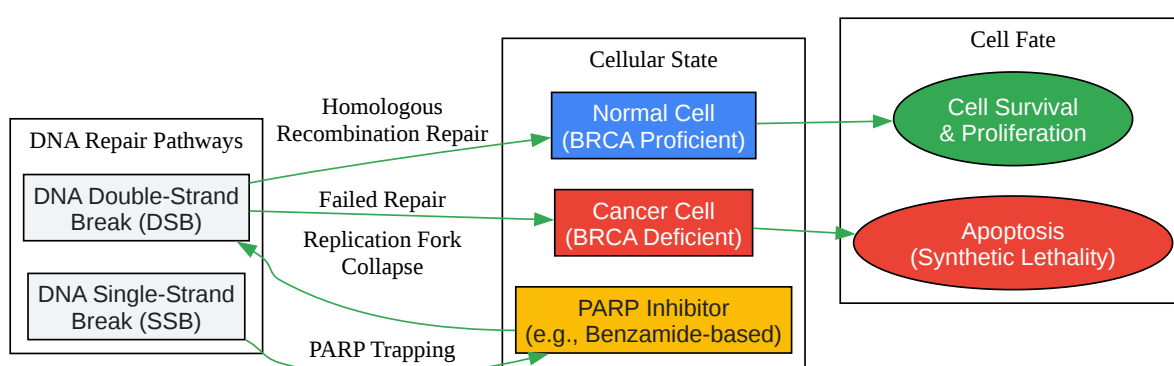 DNA Repair Pathways
DNA Double-Strand
Break (DSB)
DNA Single-Strand
Break (SSB)
Homologous
Recombination Repair
Failed Repair
Replication Fork
Collapse
PARP Trapping
Cellular State
Normal Cell
(BRCA Proficient)
Cancer Cell
(BRCA Deficient)
PARP Inhibitor
(e.g., Benzamide-based)
Cell Fate
Cell Survival
& Proliferation
Apoptosis
(Synthetic Lethality)